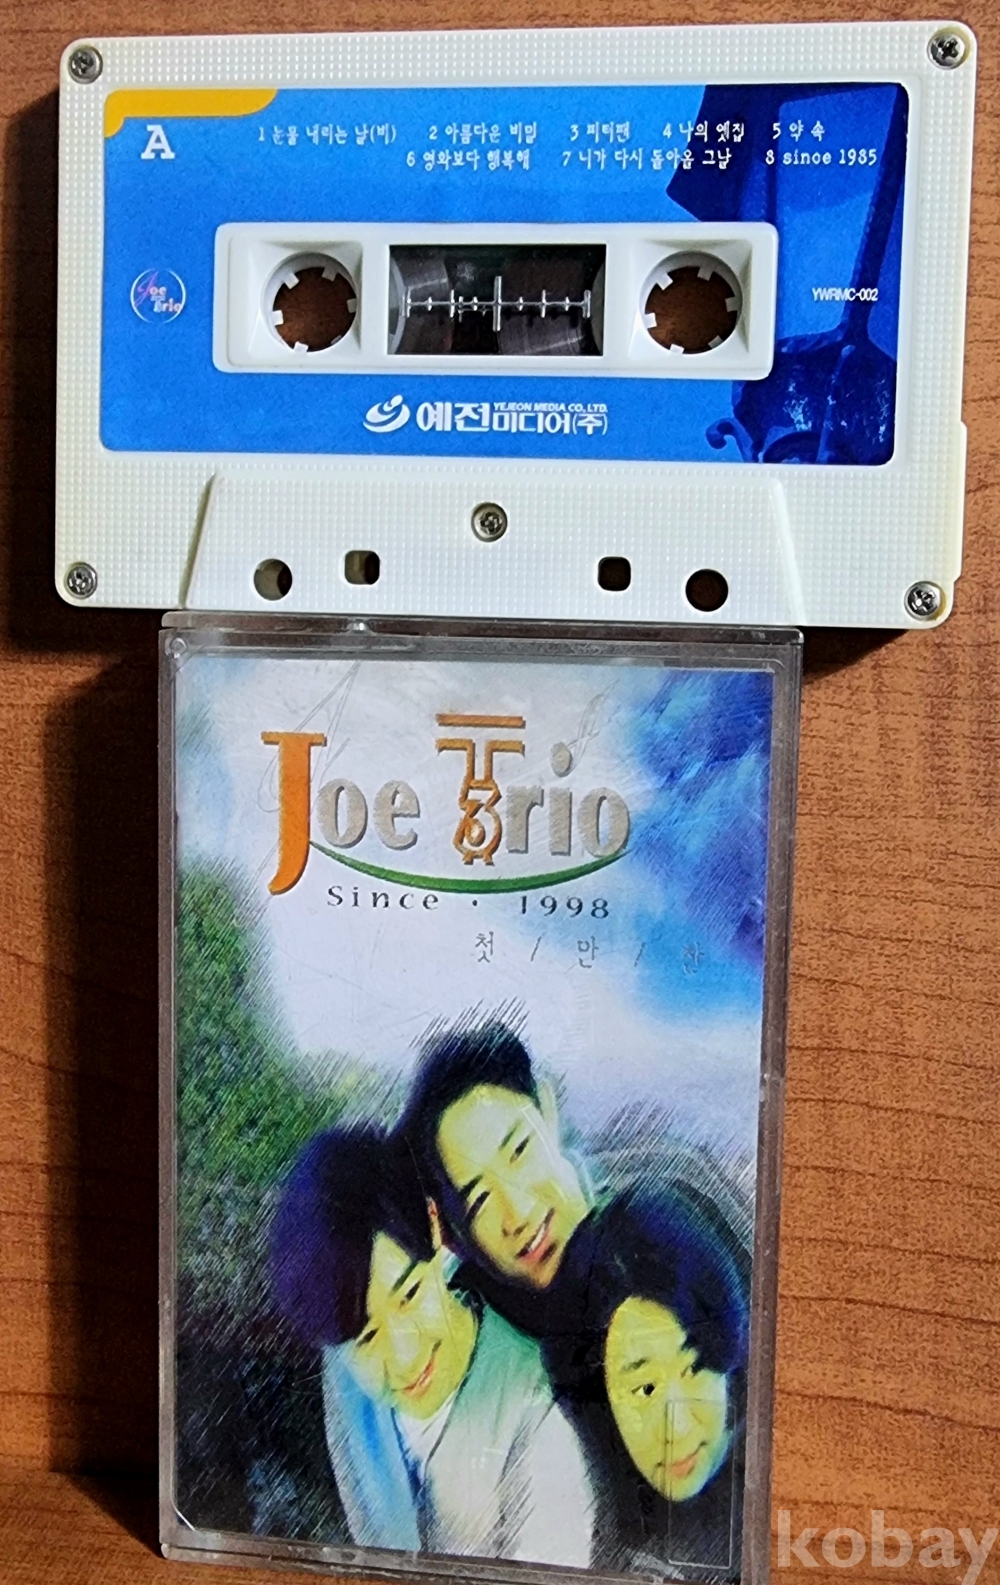 A
1 눈물 내리는 날(비) 2 아름다운 비밀 3 피터팬 4 나의 옛집 5 약 속
6 영화보다 행복해 7 니가 다시 돌아올 그날 8 since 1985
Joe Trio
YWRMC-002
예전미디어(주)
YEJEON MEDIA CO., LTD.
Joe Trio
Since · 1998
첫 / 만 / 찬
kobay